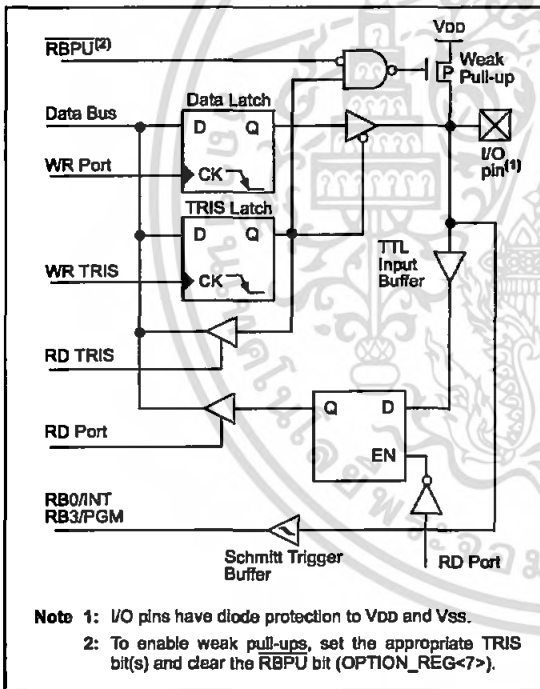 VDD
RBPU(2)
Weak
Pull-up
P
Data Bus
Data Latch
D Q
WR Port
CK
I/O
pin(1)
TRIS Latch
D Q
TTL
Input
Buffer
WR TRIS
CK
RD TRIS
Q D
RD Port
EN
RB0/INT
RB3/PGM
Schmitt Trigger
Buffer
RD Port
Note 1: I/O pins have diode protection to VDD and VSS.
2: To enable weak pull-ups, set the appropriate TRIS
bit(s) and clear the RBPU bit (OPTION_REG<7>).